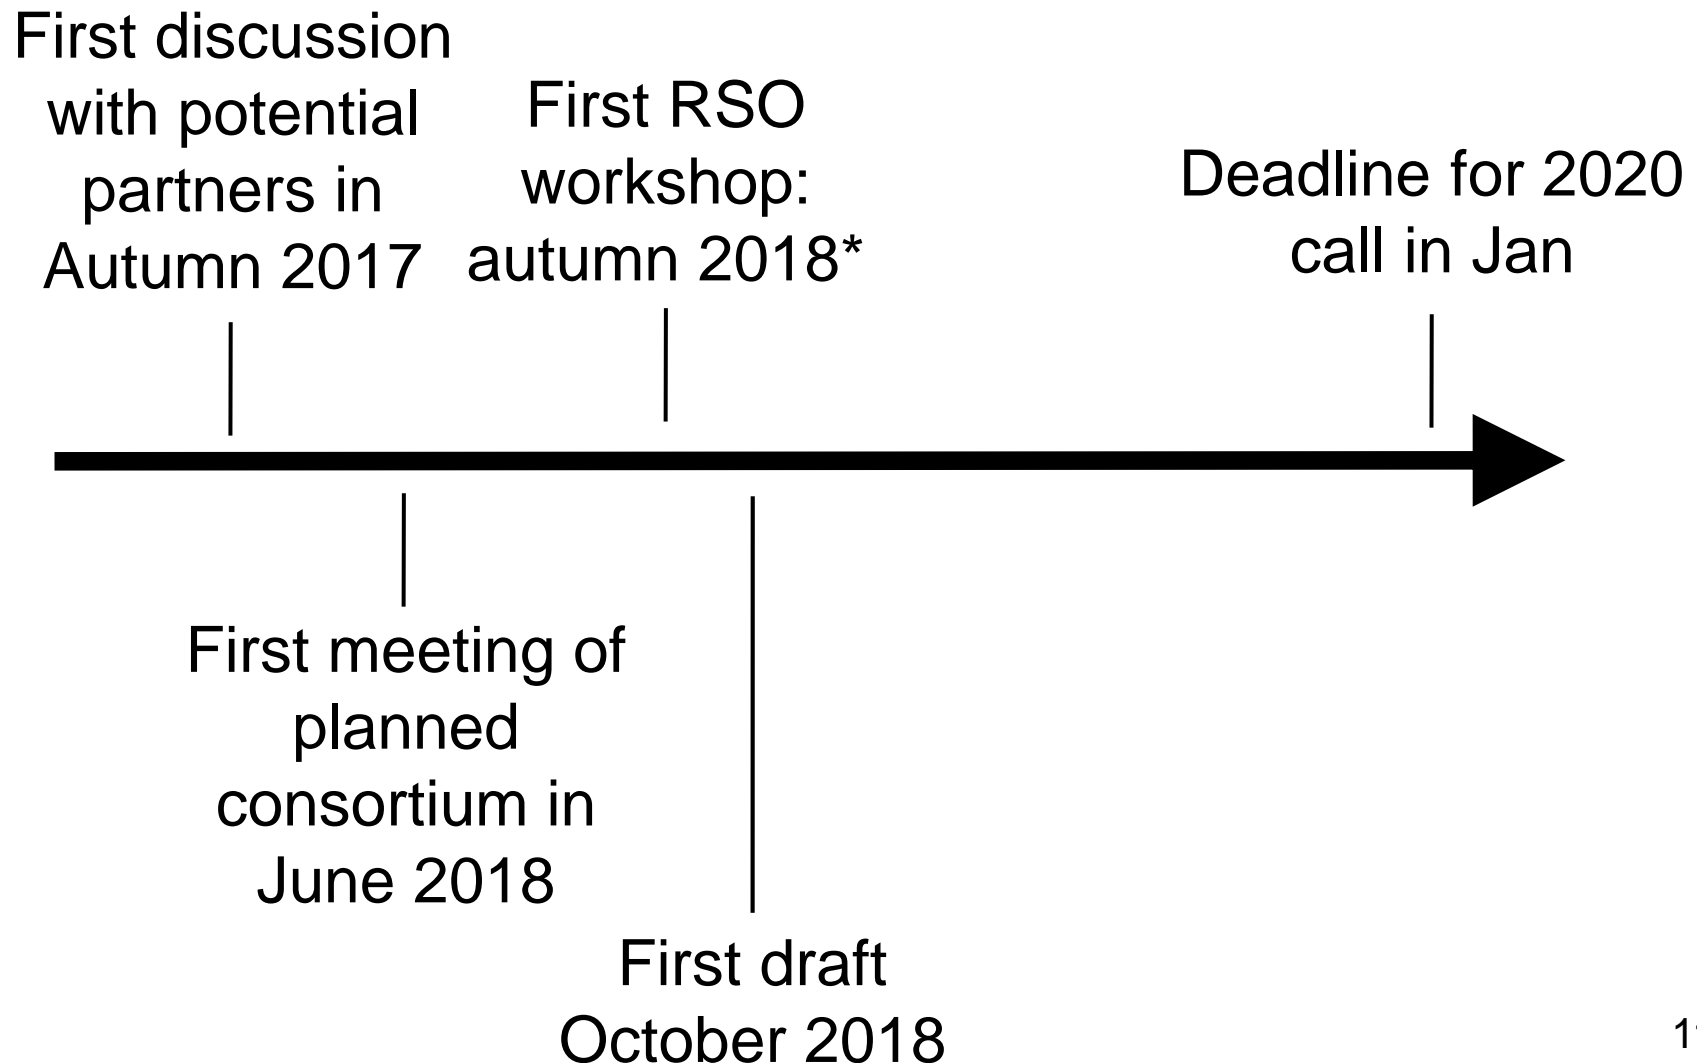 First discussion
with potential
partners in
Autumn 2017
First RSO
workshop:
autumn 2018*
Deadline for 2020
call in Jan
First meeting of
planned
consortium in
June 2018
First draft
October 2018